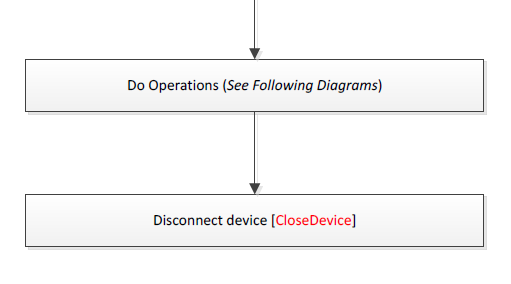 Do Operations (See Following Diagrams)
Disconnect device [CloseDevice]